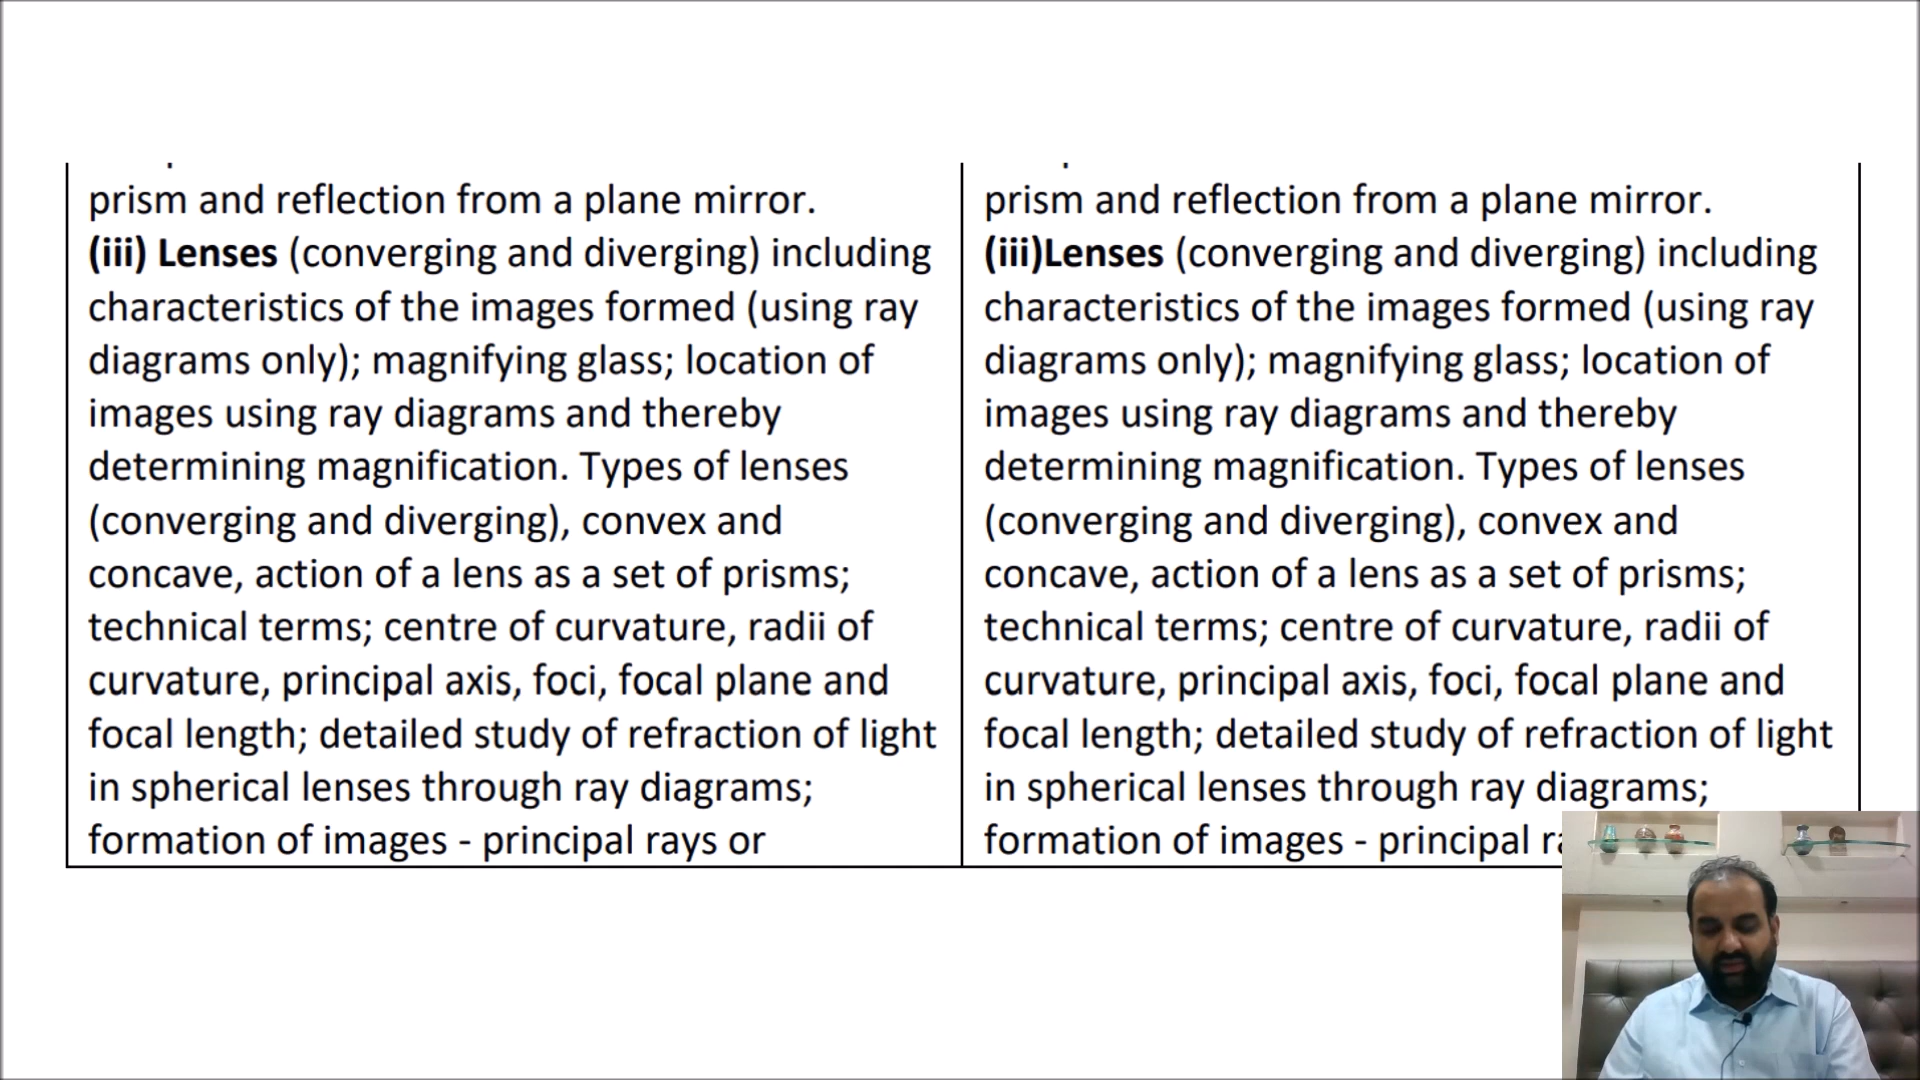 prism and reflection from a plane mirror.
(iii) Lenses (converging and diverging) including
characteristics of the images formed (using ray
diagrams only); magnifying glass; location of
images using ray diagrams and thereby
determining magnification. Types of lenses
(converging and diverging), convex and
concave, action of a lens as a set of prisms;
technical terms; centre of curvature, radii of
curvature, principal axis, foci, focal plane and
focal length; detailed study of refraction of light
in spherical lenses through ray diagrams;
formation of images - principal rays or
prism and reflection from a plane mirror.
(iii)Lenses (converging and diverging) including
characteristics of the images formed (using ray
diagrams only); magnifying glass; location of
images using ray diagrams and thereby
determining magnification. Types of lenses
(converging and diverging), convex and
concave, action of a lens as a set of prisms;
technical terms; centre of curvature, radii of
curvature, principal axis, foci, focal plane and
focal length; detailed study of refraction of light
in spherical lenses through ray diagrams;
formation of images - principal